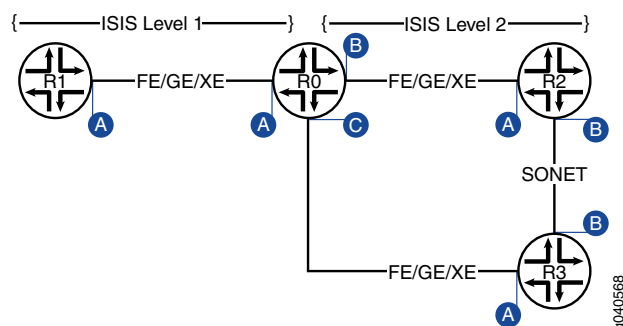 { ISIS Level 1 }
{ ISIS Level 2 }
B
R1
FE/GE/XE
R0
FE/GE/XE
R2
A
A
C
A
B
SONET
B
FE/GE/XE
R3
A
g040568